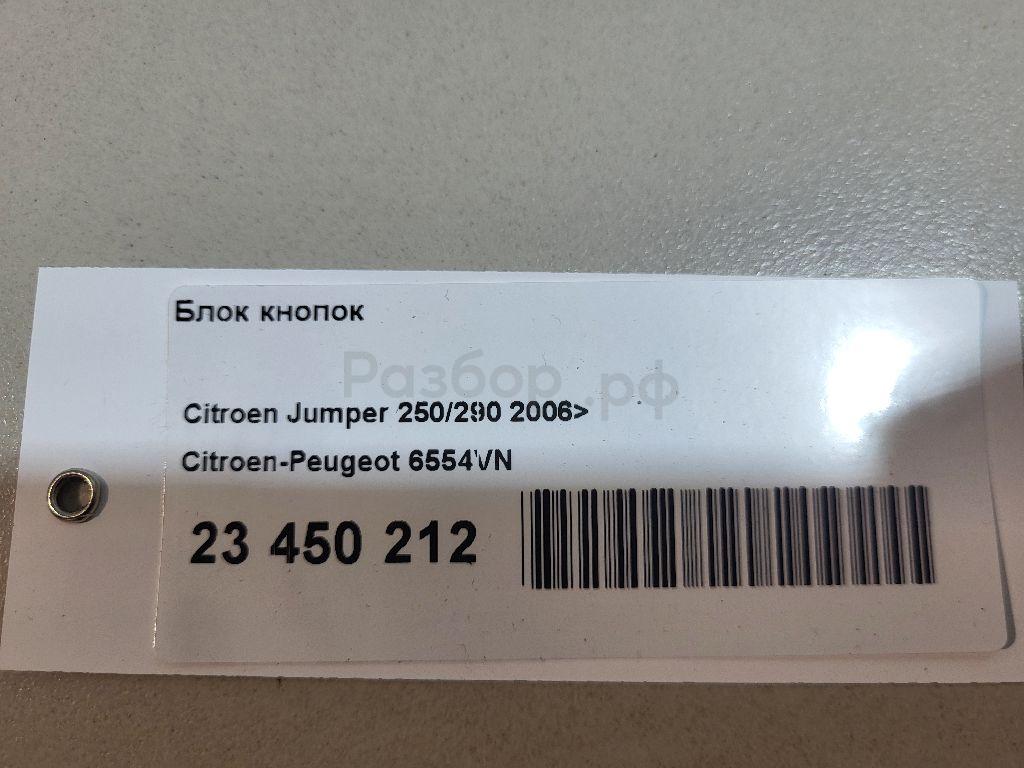 Блок кнопок
Разбор.рф
Citroen Jumper 250/290 2006>
Citroen-Peugeot 6554VN
23 450 212